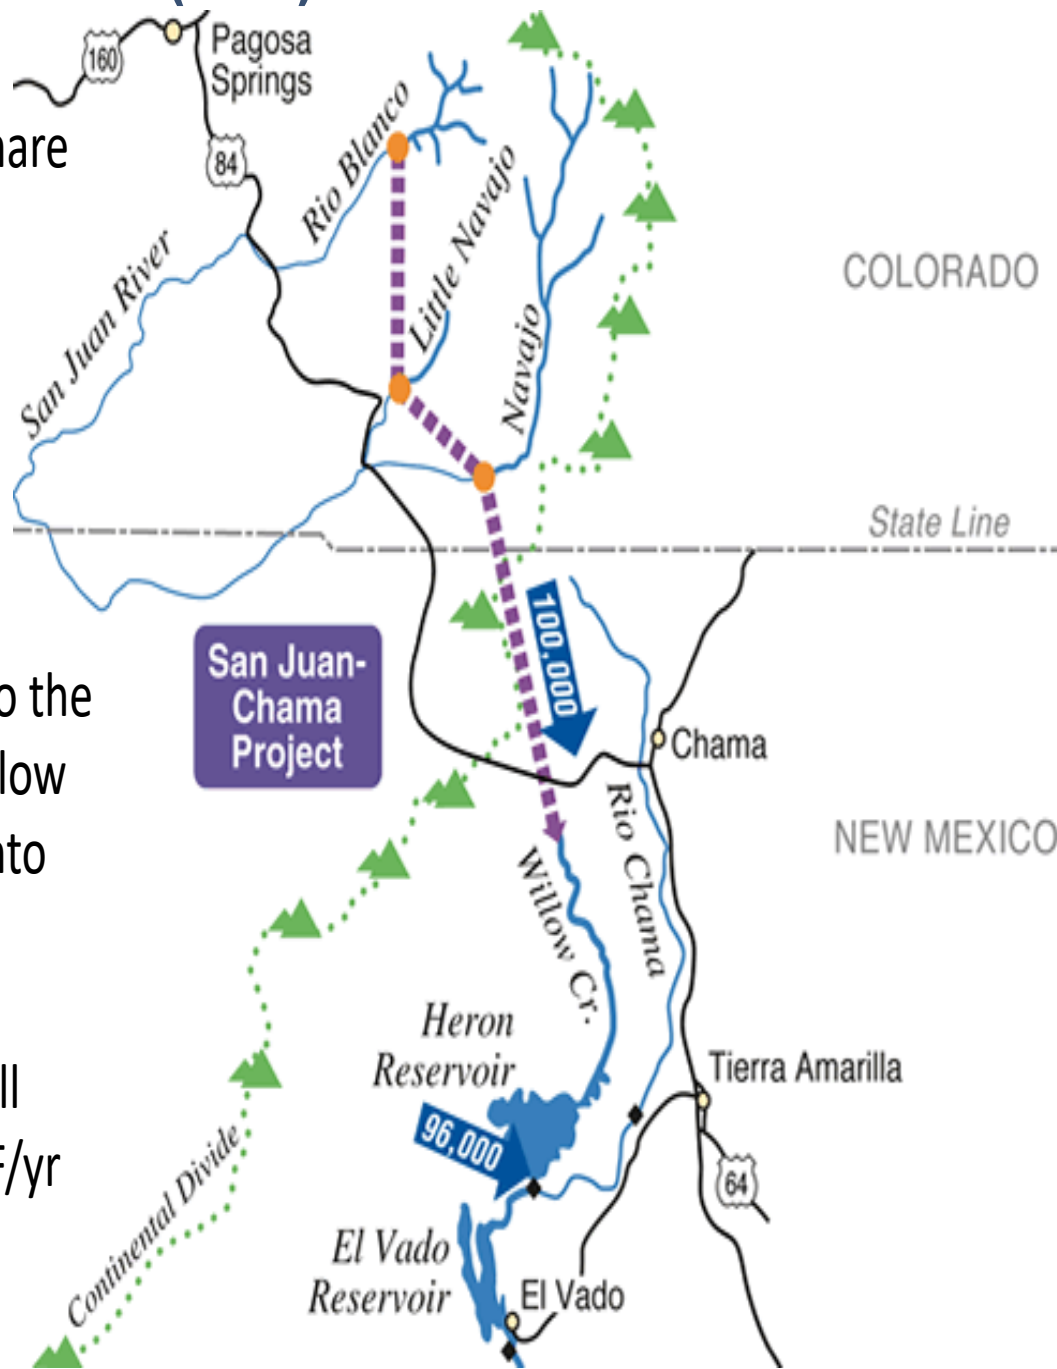 Pagosa
Springs
160
84
hare
Rio Blanco
Little Navajo
San Juan River
Navajo
COLORADO
State Line
100,000
San Juan-
Chama
Project
o the
low
nto
Chama
NEW MEXICO
Rio Chama
Willow Cr.
Heron
Reservoir
Tierra Amarilla
96,000
ll
F/yr
64
Continental Divide
El Vado
Reservoir
El Vado